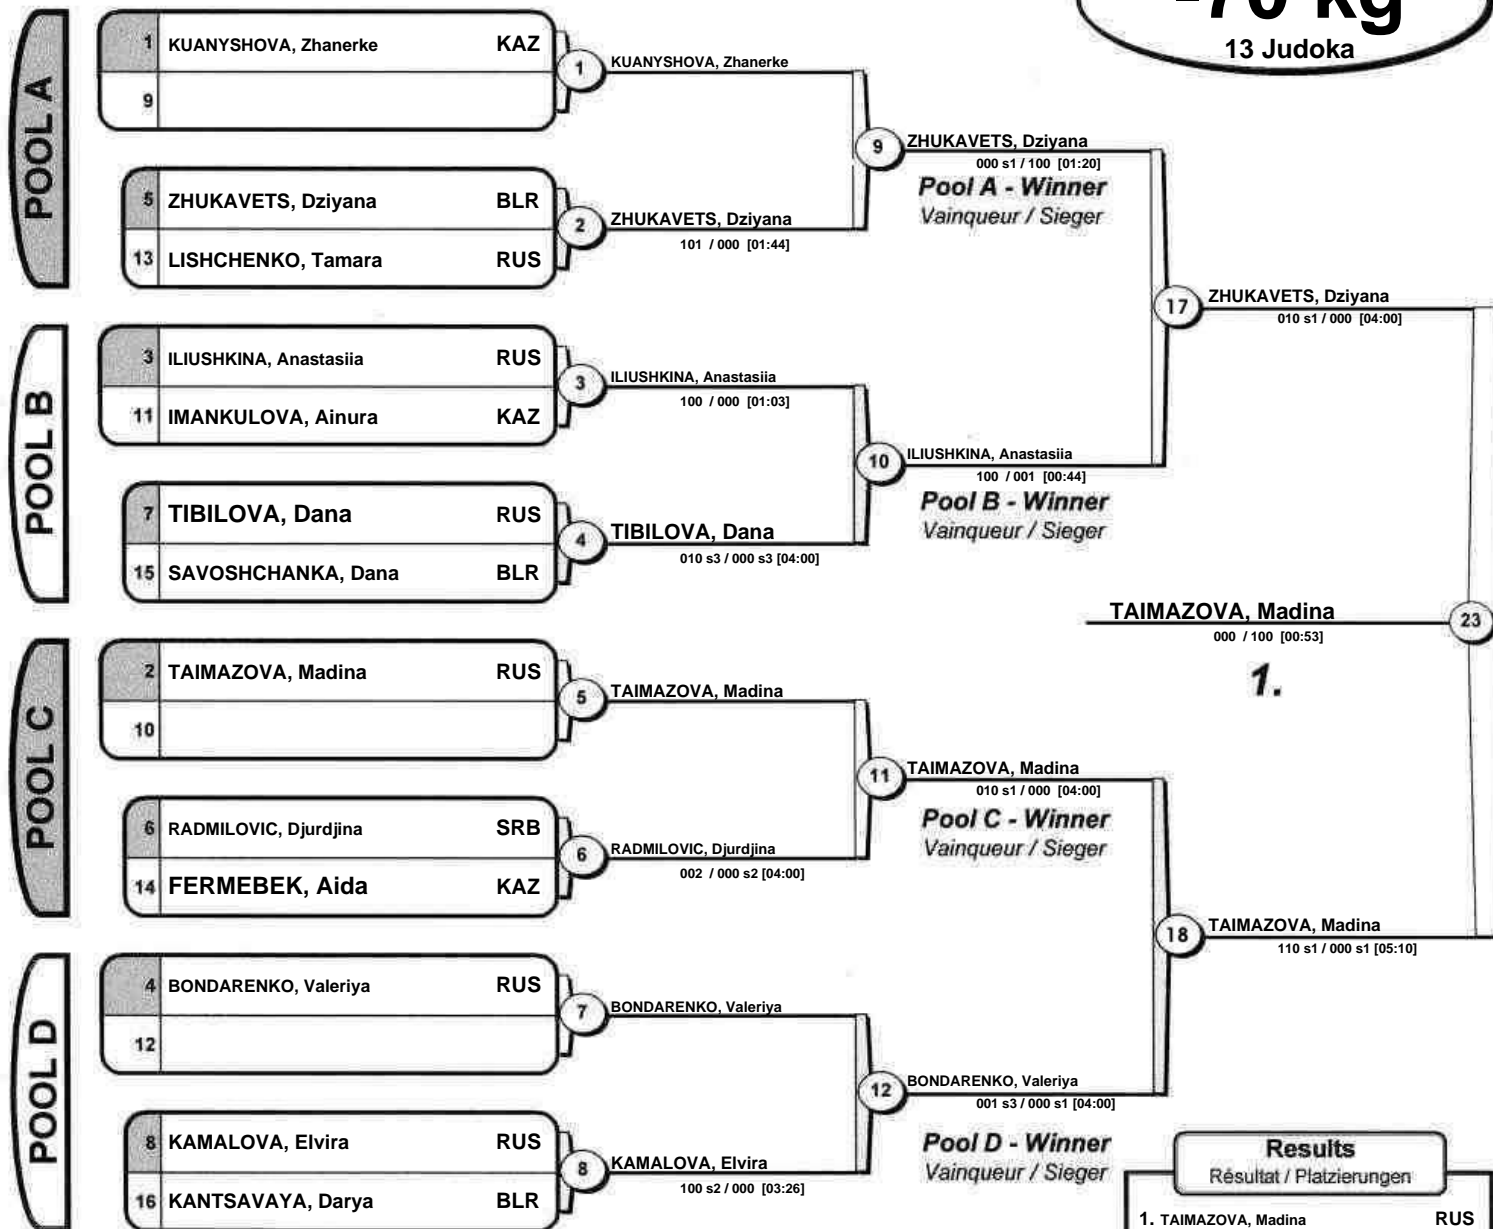 -70 kg
13 Judoka
POOL A
1 KUANYSHOVA, Zhanerke KAZ
9
1
KUANYSHOVA, Zhanerke
5 ZHUKAVETS, Dziyana BLR
13 LISHCHENKO, Tamara RUS
2
ZHUKAVETS, Dziyana
101 / 000 [01:44]
9
ZHUKAVETS, Dziyana
000 s1 / 100 [01:20]
Pool A - Winner
Vainqueur / Sieger
POOL B
3 ILIUSHKINA, Anastasiia RUS
11 IMANKULOVA, Ainura KAZ
3
ILIUSHKINA, Anastasiia
100 / 000 [01:03]
7 TIBILOVA, Dana RUS
15 SAVOSHCHANKA, Dana BLR
4
TIBILOVA, Dana
010 s3 / 000 s3 [04:00]
10
ILIUSHKINA, Anastasiia
100 / 001 [00:44]
Pool B - Winner
Vainqueur / Sieger
17
ZHUKAVETS, Dziyana
010 s1 / 000 [04:00]
TAIMAZOVA, Madina
000 / 100 [00:53]
1.
23
POOL C
2 TAIMAZOVA, Madina RUS
10
5
TAIMAZOVA, Madina
6 RADMILOVIC, Djurdjina SRB
14 FERMEBEK, Aida KAZ
6
RADMILOVIC, Djurdjina
002 / 000 s2 [04:00]
11
TAIMAZOVA, Madina
010 s1 / 000 [04:00]
Pool C - Winner
Vainqueur / Sieger
18
TAIMAZOVA, Madina
110 s1 / 000 s1 [05:10]
POOL D
4 BONDARENKO, Valeriya RUS
12
7
BONDARENKO, Valeriya
8 KAMALOVA, Elvira RUS
16 KANTSAVAYA, Darya BLR
8
KAMALOVA, Elvira
100 s2 / 000 [03:26]
12
BONDARENKO, Valeriya
001 s3 / 000 s1 [04:00]
Pool D - Winner
Vainqueur / Sieger
Results
Résultat / Platzierungen
1. TAIMAZOVA, Madina RUS